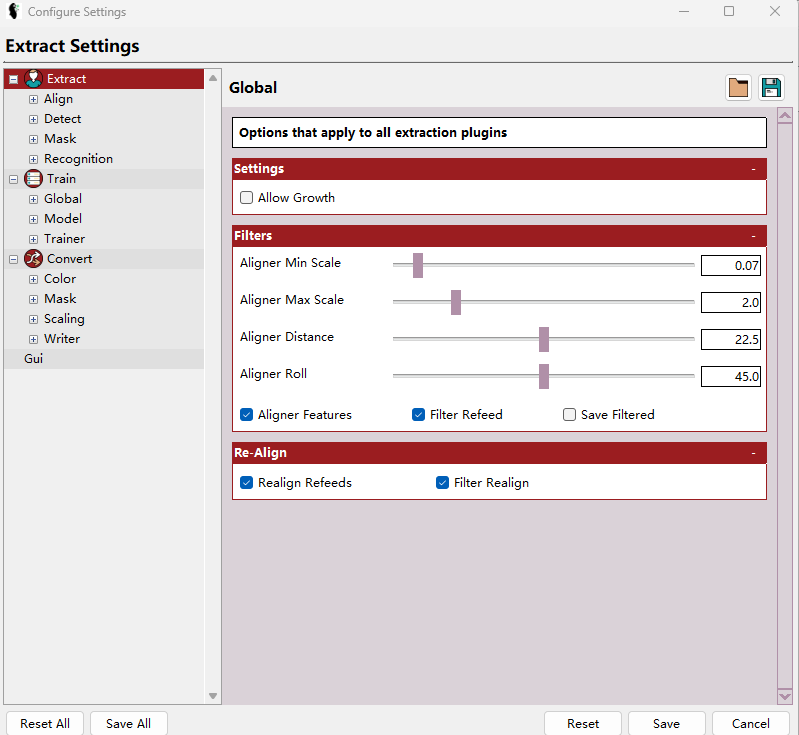 Configure Settings
Extract Settings
Extract
Align
Detect
Mask
Recognition
Train
Global
Model
Trainer
Convert
Color
Mask
Scaling
Writer
Gui
Global
Options that apply to all extraction plugins
Settings -
Allow Growth
Filters -
Aligner Min Scale 0.07
Aligner Max Scale 2.0
Aligner Distance 22.5
Aligner Roll 45.0
Aligner Features Filter Refeed Save Filtered
Re-Align -
Realign Refeeds Filter Realign
Reset All Save All Reset Save Cancel